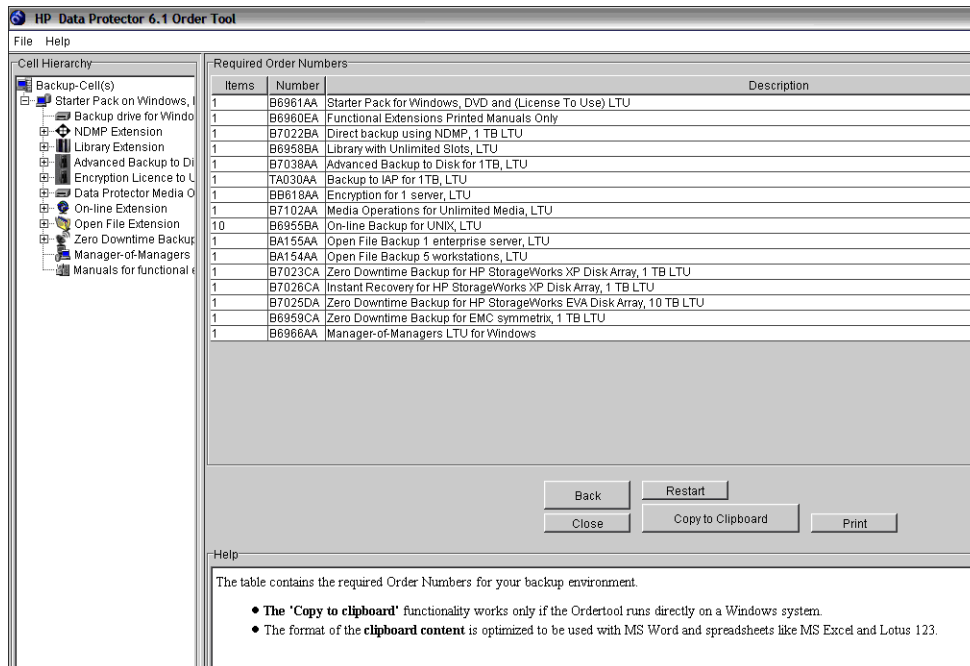 HP Data Protector 6.1 Order Tool
File Help
Cell Hierarchy
Backup-Cell(s)
Starter Pack on Windows, l
Backup drive for Windo
NDMP Extension
Library Extension
Advanced Backup to Di
Encryption Licence to U
Data Protector Media O
On-line Extension
Open File Extension
Zero Downtime Backup
Manager-of-Managers
Manuals for functional e
Required Order Numbers
Items Number Description
1 B6961AA Starter Pack for Windows, DVD and (License To Use) LTU
1 B6960EA Functional Extensions Printed Manuals Only
1 B7022BA Direct backup using NDMP, 1 TB LTU
1 B6958BA Library with Unlimited Slots, LTU
1 B7038AA Advanced Backup to Disk for 1TB, LTU
1 TA030AA Backup to IAP for 1TB, LTU
1 BB618AA Encryption for 1 server, LTU
1 B7102AA Media Operations for Unlimited Media, LTU
10 B6955BA On-line Backup for UNIX, LTU
1 BA155AA Open File Backup 1 enterprise server, LTU
1 BA154AA Open File Backup 5 workstations, LTU
1 B7023CA Zero Downtime Backup for HP StorageWorks XP Disk Array, 1 TB LTU
1 B7026CA Instant Recovery for HP StorageWorks XP Disk Array, 1 TB LTU
1 B7025DA Zero Downtime Backup for HP StorageWorks EVA Disk Array, 10 TB LTU
1 B6959CA Zero Downtime Backup for EMC symmetrix, 1 TB LTU
1 B6966AA Manager-of-Managers LTU for Windows
Back Restart
Close Copy to Clipboard Print
Help
The table contains the required Order Numbers for your backup environment.
• The 'Copy to clipboard' functionality works only if the Ordertool runs directly on a Windows system.
• The format of the clipboard content is optimized to be used with MS Word and spreadsheets like MS Excel and Lotus 123.